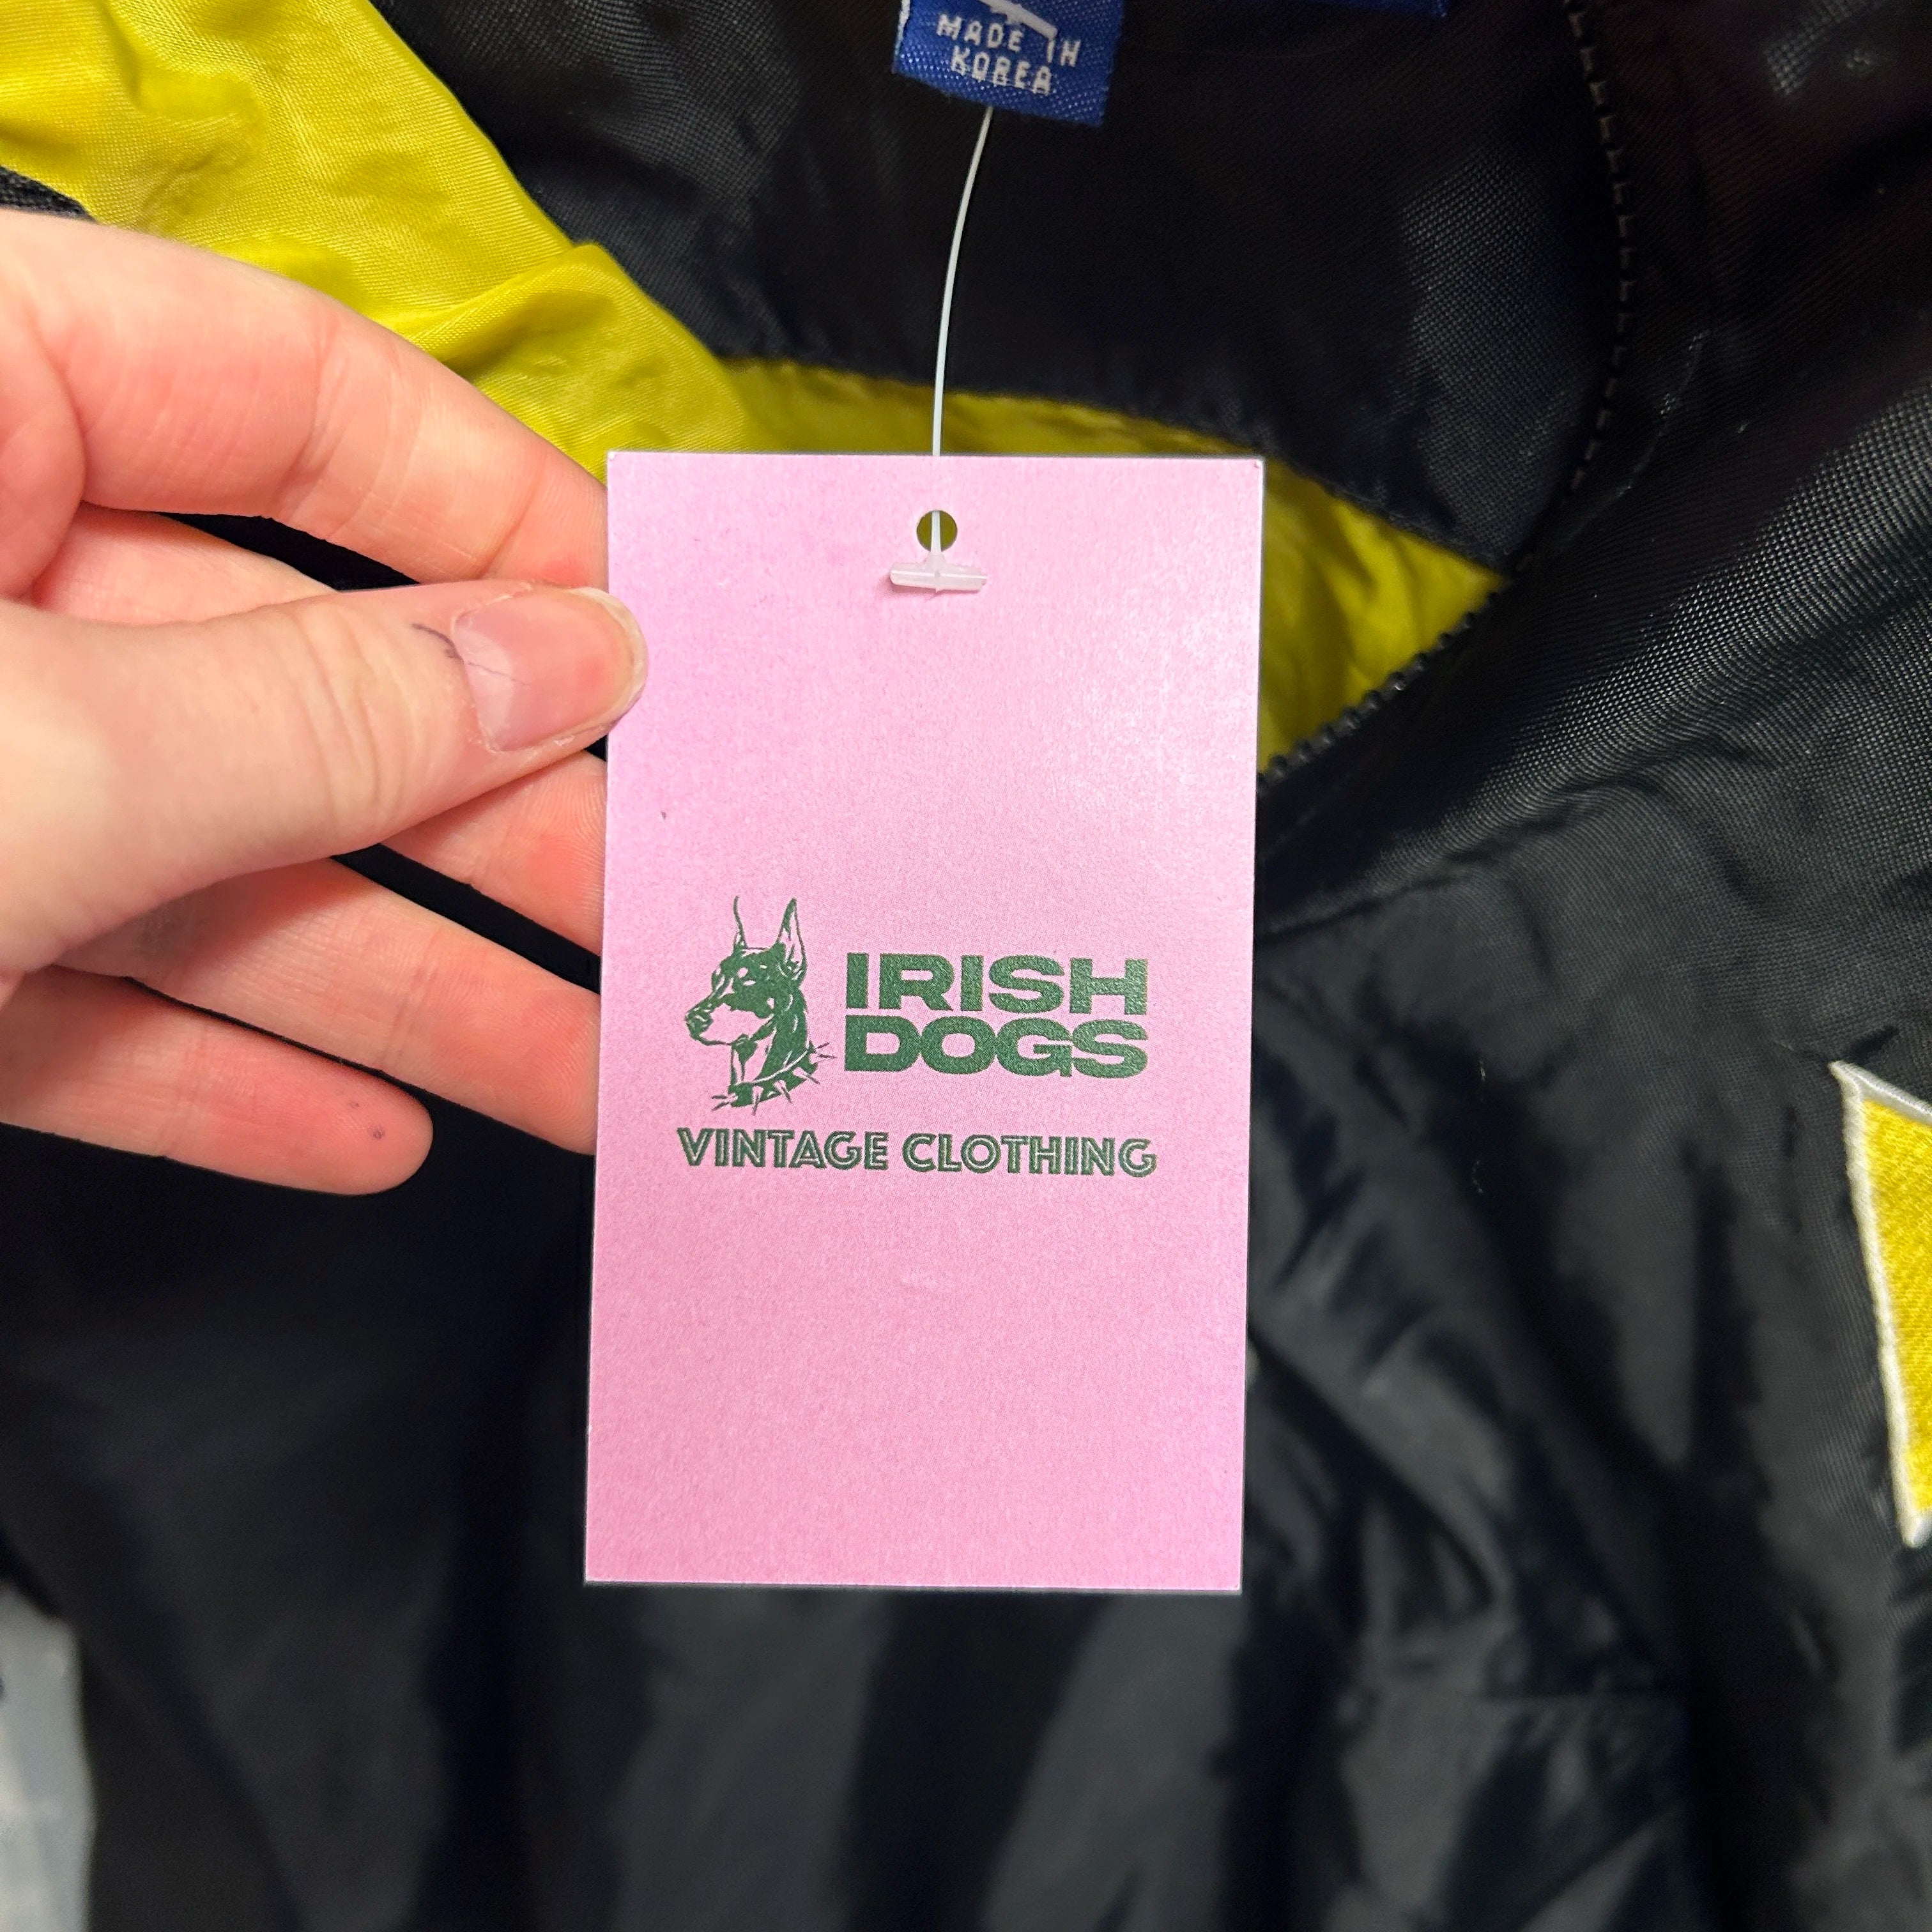 MADE IN
KOREA
IRISH
DOGS
VINTAGE CLOTHING